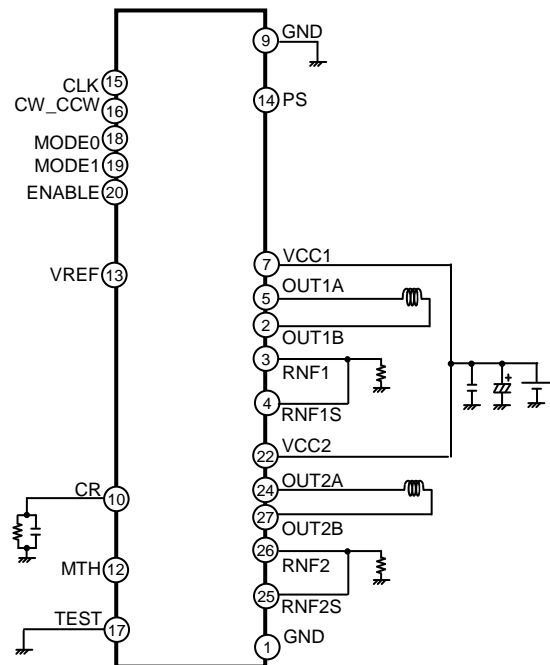 9 GND
15 CLK
14 PS
CW_CCW 16
MODE0 18
MODE1 19
ENABLE 20
7 VCC1
VREF 13
5 OUT1A
2 OUT1B
3 RNF1
4 RNF1S
22 VCC2
24 OUT2A
CR 10
27 OUT2B
26 RNF2
MTH 12
25 RNF2S
TEST 17
1 GND
+